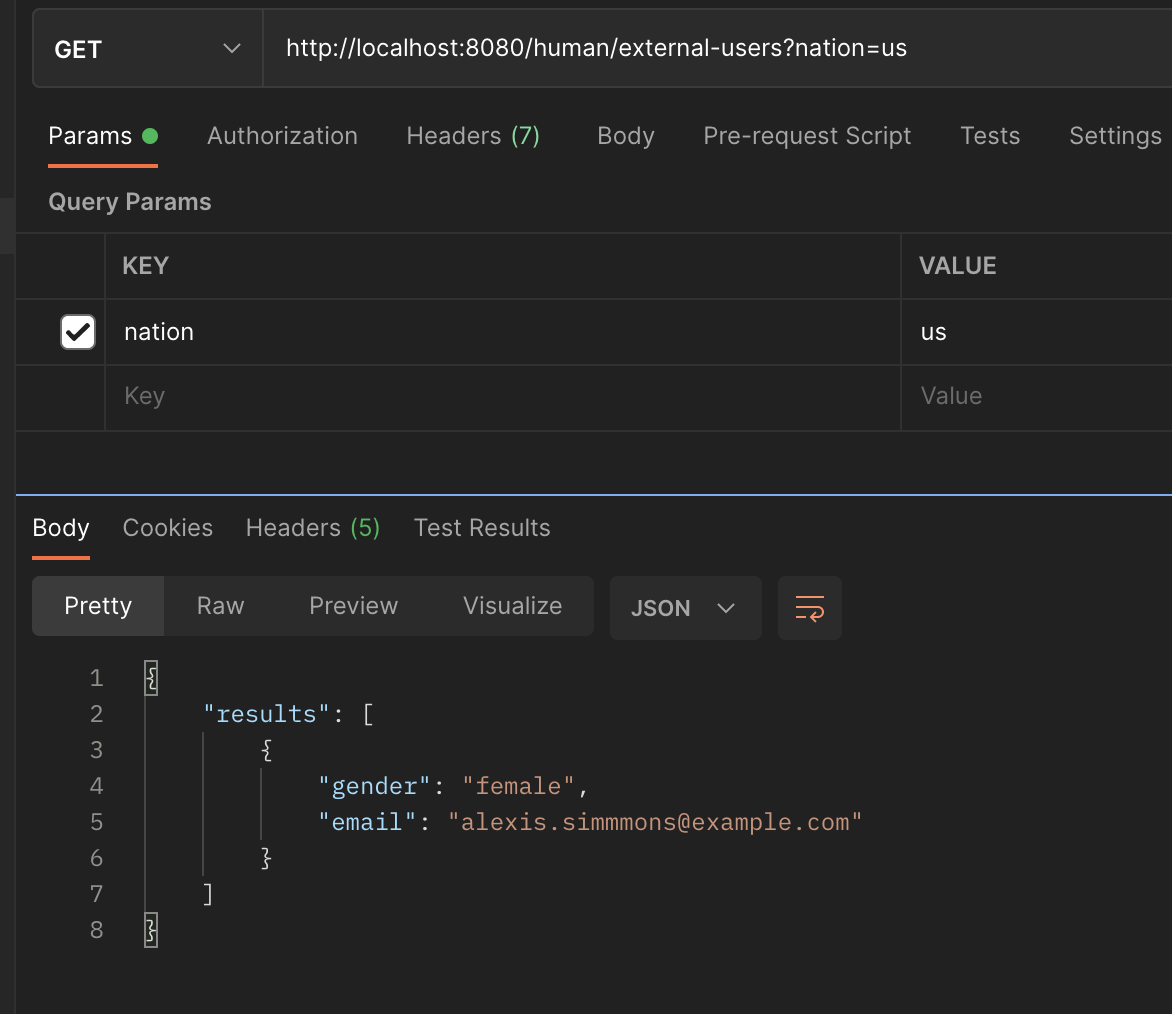 GET http://localhost:8080/human/external-users?nation=us
Params Authorization Headers (7) Body Pre-request Script Tests Settings
Query Params
KEY VALUE
nation us
Key Value
Body Cookies Headers (5) Test Results
Pretty Raw Preview Visualize JSON
1 {
2 "results": [
3 {
4 "gender": "female",
5 "email": "alexis.simmmons@example.com"
6 }
7 ]
8 }